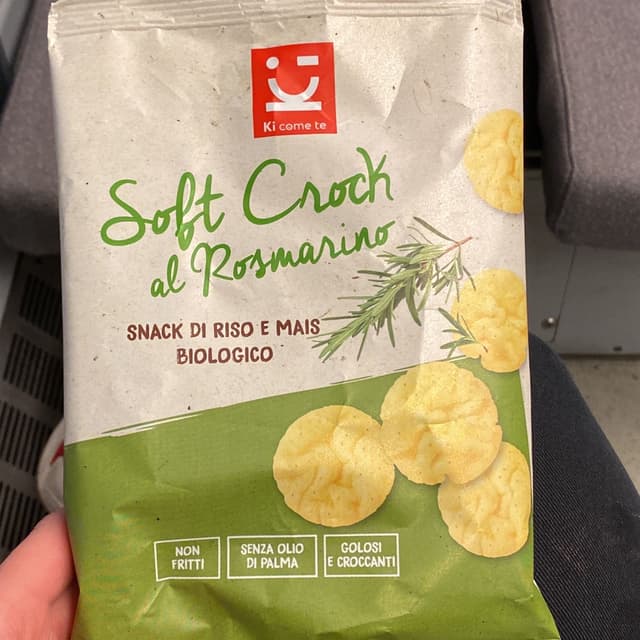 Ki come te
Soft Crock
al Rosmarino
SNACK DI RISO E MAIS
BIOLOGICO
NON
FRITTI
SENZA OLIO
DI PALMA
GOLOSI
E CROCCANTI